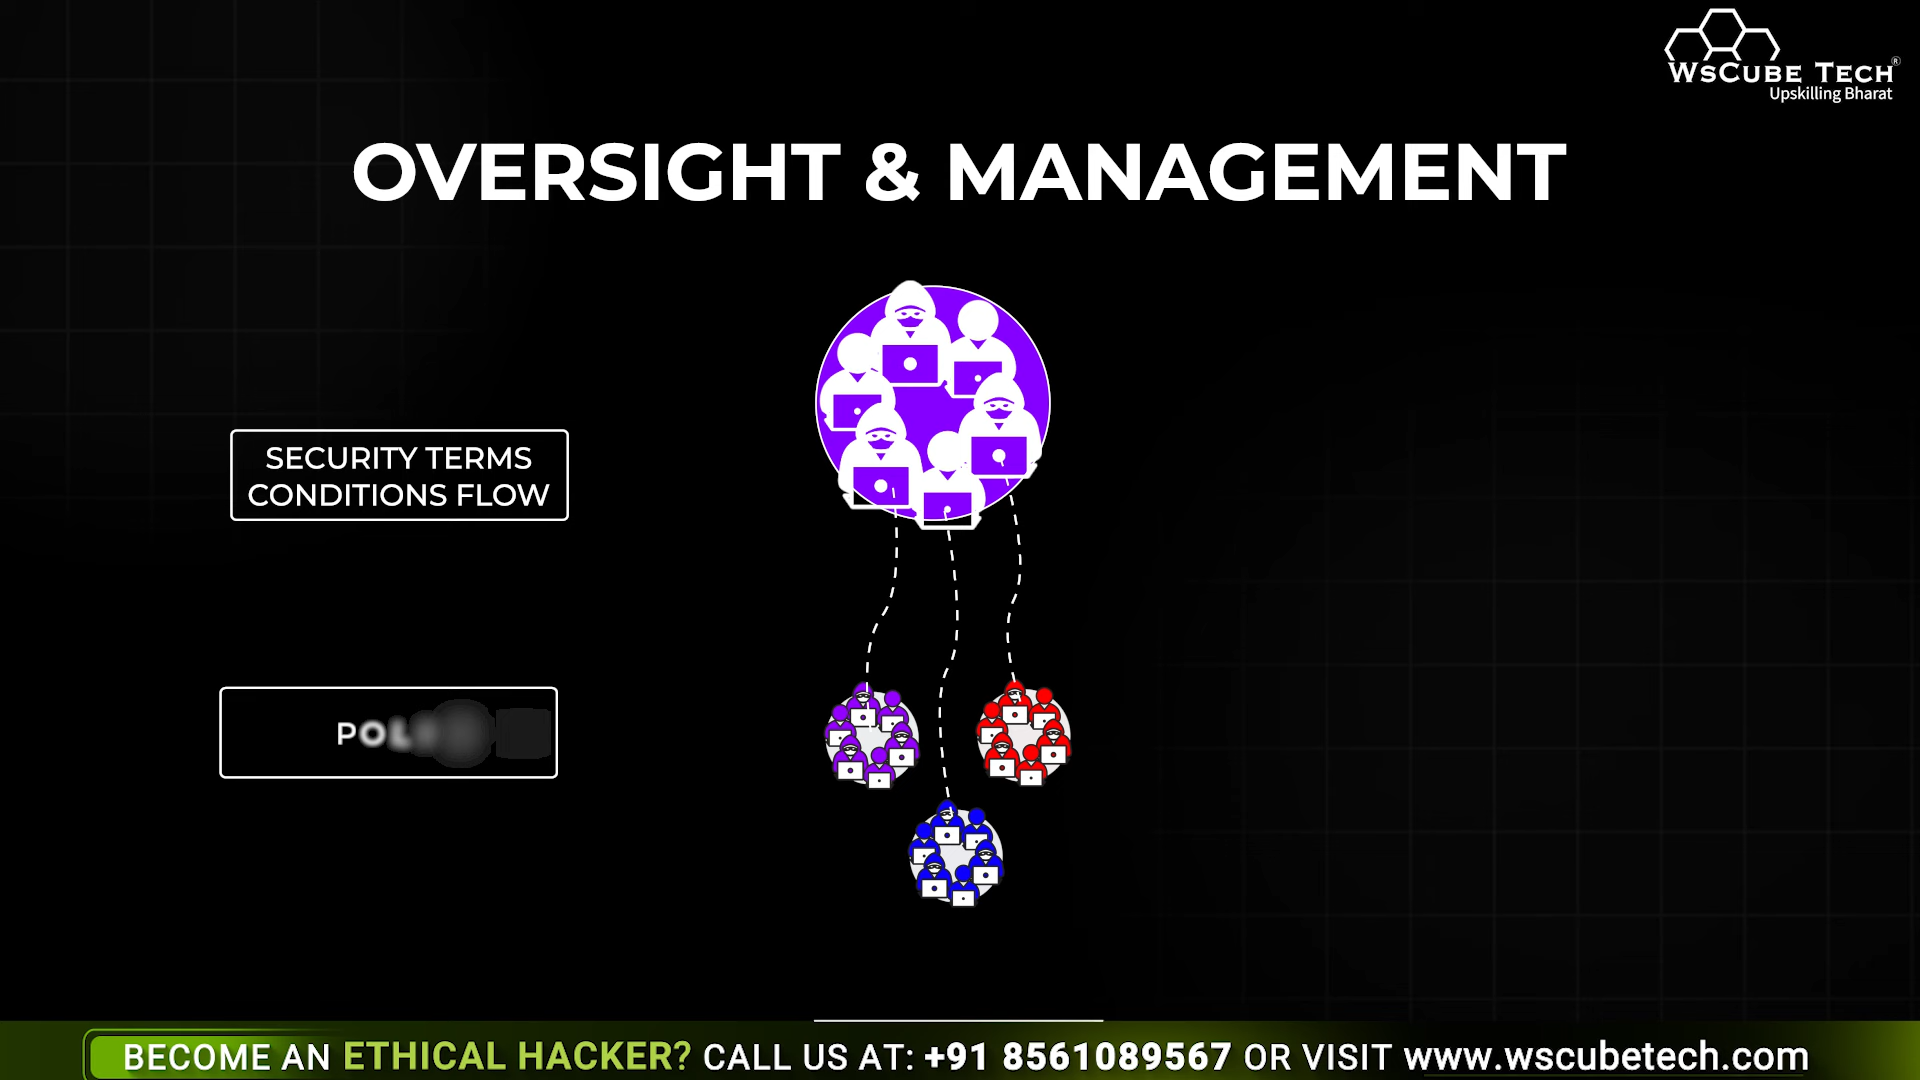 WSCUBE TECH®
Upskilling Bharat
OVERSIGHT & MANAGEMENT
SECURITY TERMS
CONDITIONS FLOW
BECOME AN ETHICAL HACKER? CALL US AT: +91 8561089567 OR VISIT www.wscubetech.com